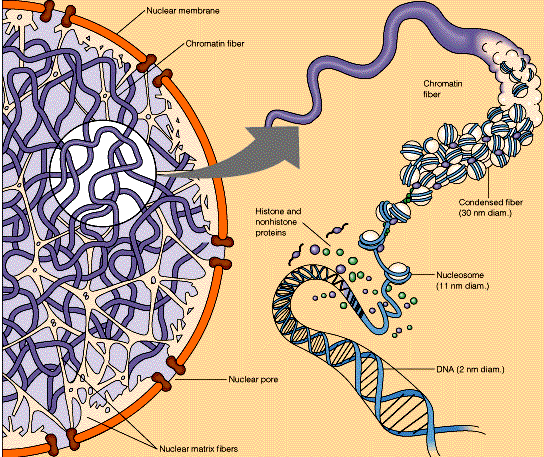 Nuclear membrane
Chromatin fiber
Chromatin
fiber
Condensed fiber
(30 nm diam.)
Histone and
nonhistone
proteins
Nucleosome
(11 nm diam.)
DNA (2 nm diam.)
Nuclear pore
Nuclear matrix fibers